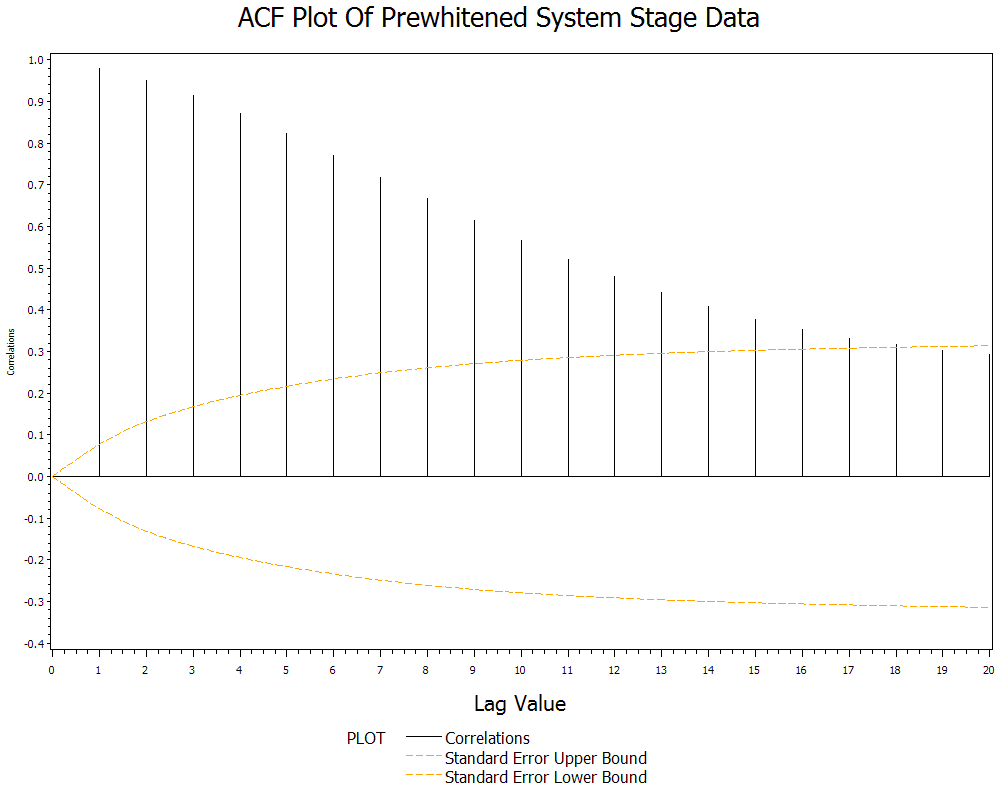 ACF Plot Of Prewhitened System Stage Data
1.0
0.9
0.8
0.7
0.6
0.5
0.4
0.3
0.2
0.1
0.0
-0.1
-0.2
-0.3
-0.4
Correlations
0 1 2 3 4 5 6 7 8 9 10 11 12 13 14 15 16 17 18 19 20
Lag Value
PLOT Correlations
Standard Error Upper Bound
Standard Error Lower Bound